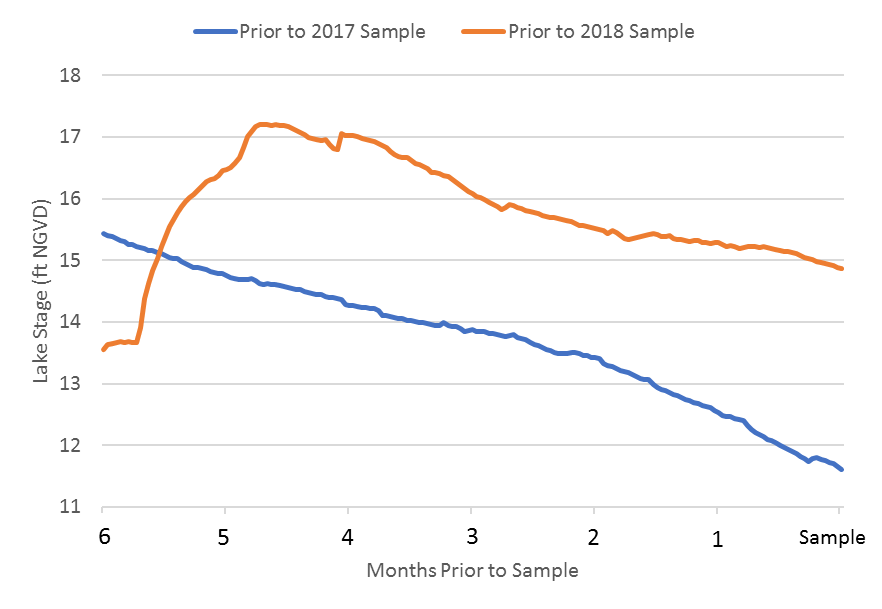 Prior to 2017 Sample Prior to 2018 Sample
18
17
16
15
14
13
12
11
Lake Stage (ft NGVD)
6 5 4 3 2 1 Sample
Months Prior to Sample